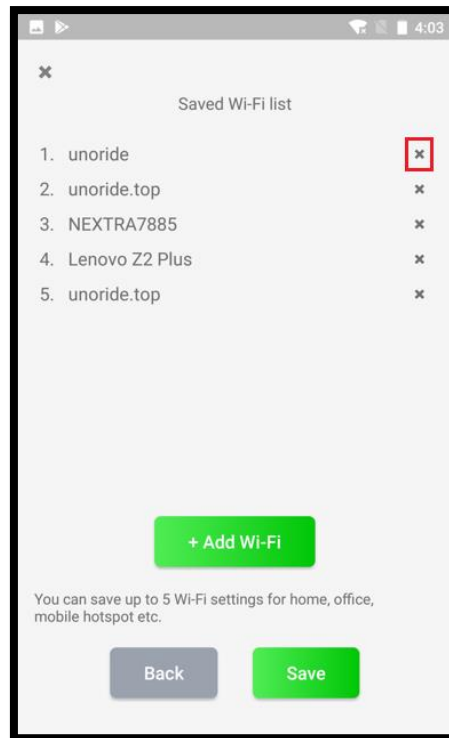 4:03
Saved Wi-Fi list
1. unoride
2. unoride.top
3. NEXTRA7885
4. Lenovo Z2 Plus
5. unoride.top
+ Add Wi-Fi
You can save up to 5 Wi-Fi settings for home, office,
mobile hotspot etc.
Back Save